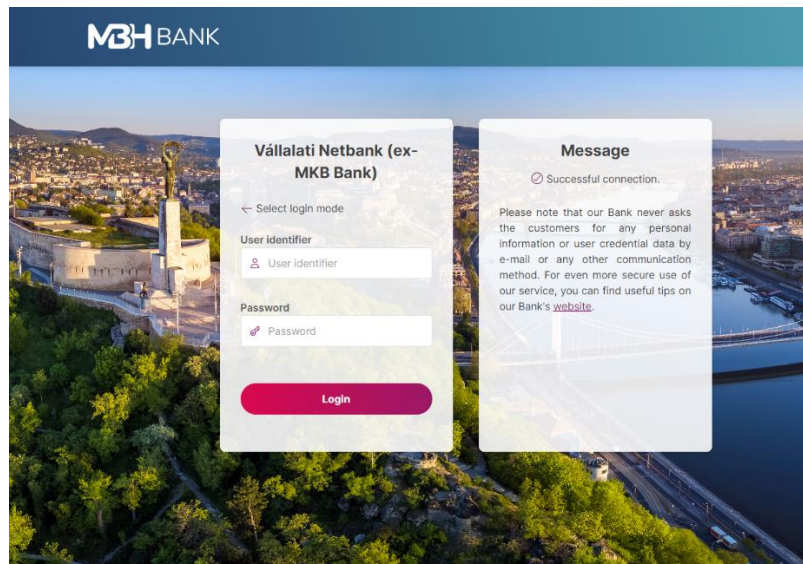 MBH BANK
Vállalati Netbank (ex-
MKB Bank)
← Select login mode
User identifier
User identifier
Password
Password
Login
Message
Successful connection.
Please note that our Bank never asks
the customers for any personal
information or user credential data by
e-mail or any other communication
method. For even more secure use of
our service, you can find useful tips on
our Bank's website.